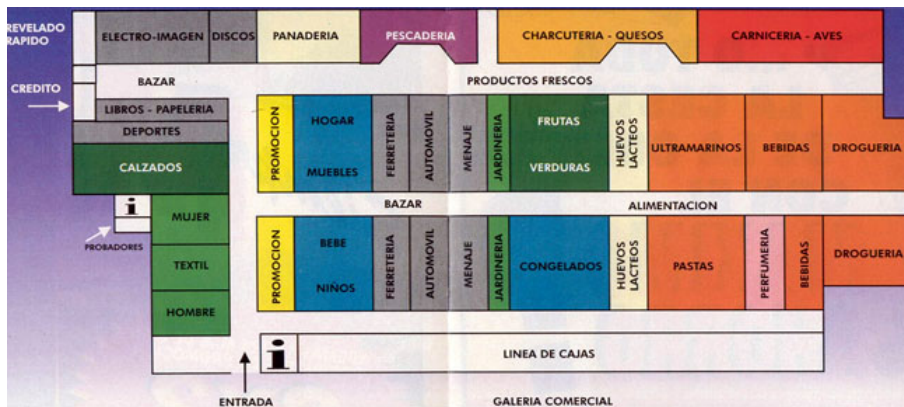 REVELADO
RAPIDO
ELECTRO-IMAGEN
DISCOS
PANADERIA
PESCADERIA
CHARCUTERIA - QUESOS
CARNICERIA - AVES
BAZAR
PRODUCTOS FRESCOS
CREDITO
LIBROS - PAPELERIA
DEPORTES
CALZADOS
PROMOCION
HOGAR
MUEBLES
FERRETERIA
AUTOMOVIL
MENAJE
JARDINERIA
FRUTAS
VERDURAS
HUEVOS
LACTEOS
ULTRAMARINOS
BEBIDAS
DROGUERIA
i
PROBADORES
MUJER
TEXTIL
HOMBRE
BAZAR
ALIMENTACION
PROMOCION
BEBE
NIÑOS
FERRETERIA
AUTOMOVIL
MENAJE
JARDINERIA
CONGELADOS
HUEVOS
LACTEOS
PASTAS
PERFUMERIA
BEBIDAS
DROGUERIA
i
LINEA DE CAJAS
ENTRADA
GALERIA COMERCIAL